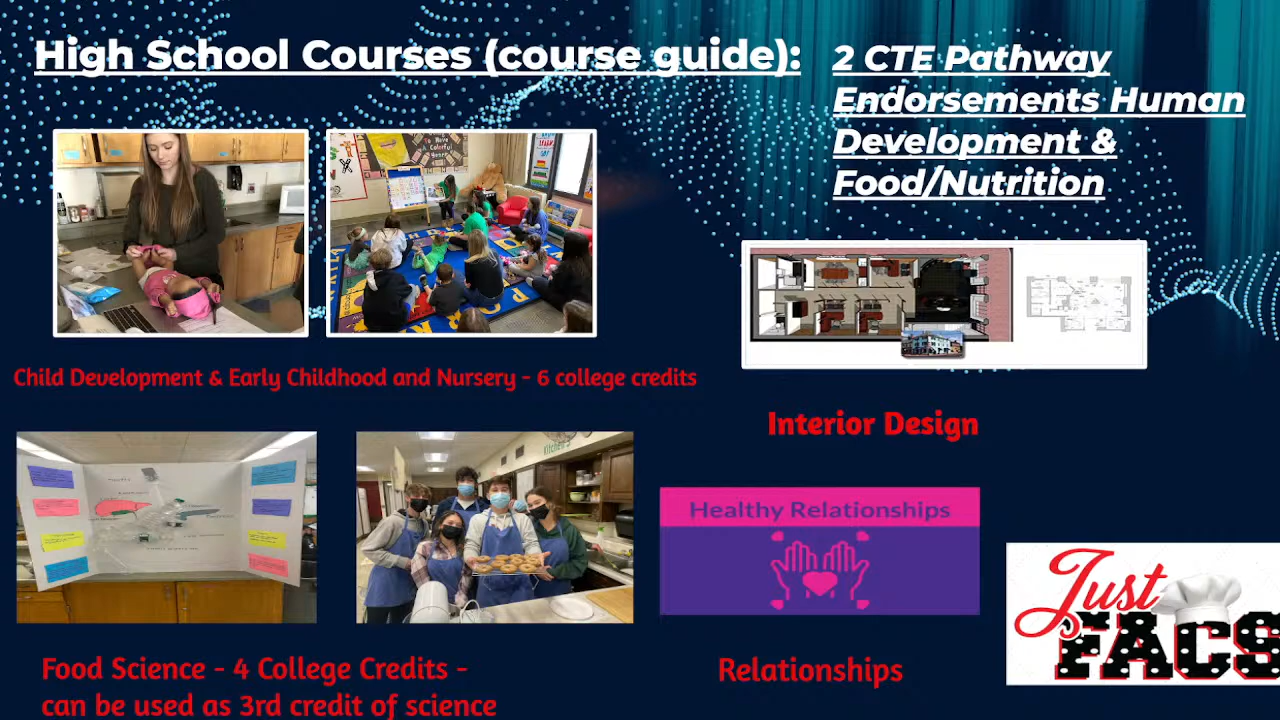 High School Courses (course guide):
2 CTE Pathway
Endorsements Human
Development &
Food/Nutrition
Child Development & Early Childhood and Nursery - 6 college credits
Interior Design
Healthy Relationships
Food Science - 4 College Credits -
can be used as 3rd credit of science
Relationships
Just
FACS